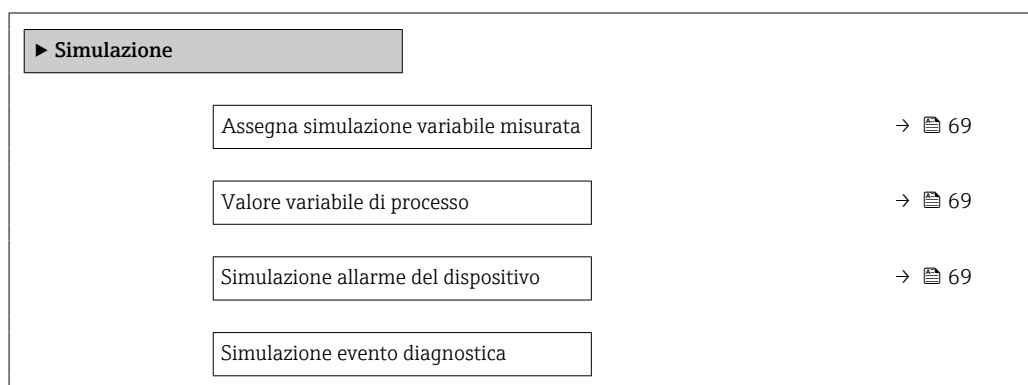 ▶ Simulazione
Assegna simulazione variabile misurata → 69
Valore variabile di processo → 69
Simulazione allarme del dispositivo → 69
Simulazione evento diagnostica